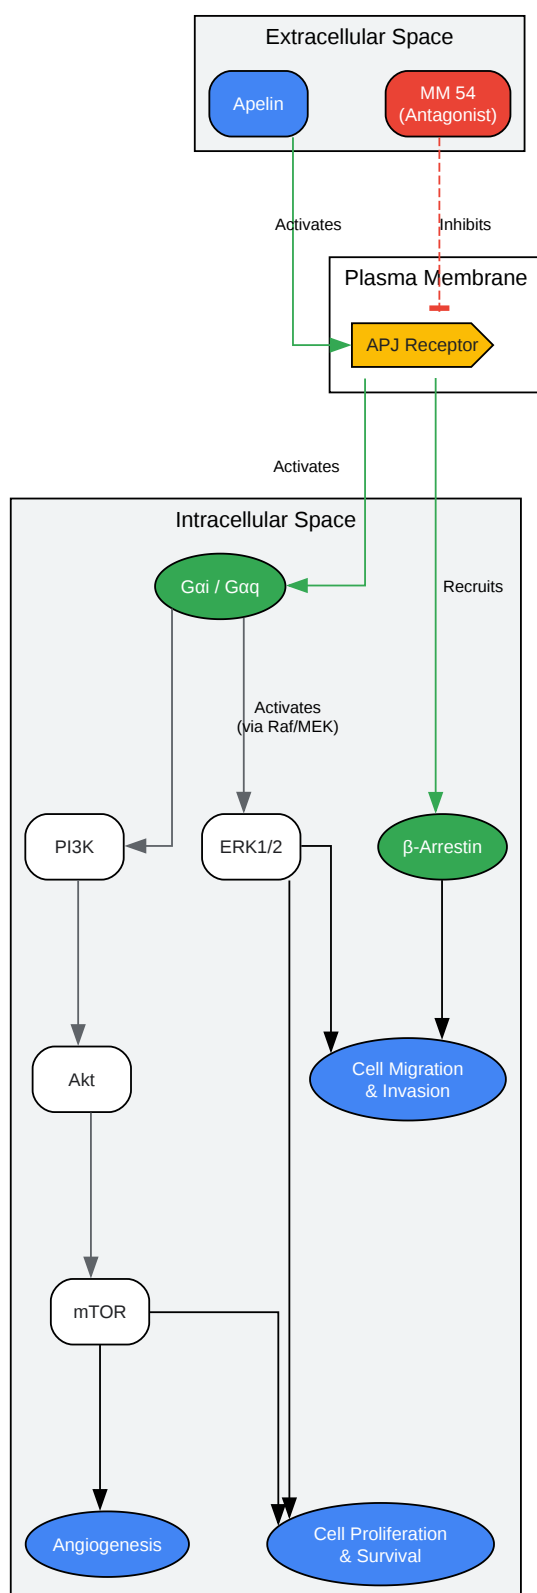 Extracellular Space
Apelin
MM 54
(Antagonist)
Activates
Inhibits
Plasma Membrane
APJ Receptor
Activates
Intracellular Space
Gαi / Gαq
Recruits
Activates
(via Raf/MEK)
PI3K
ERK1/2
β-Arrestin
Cell Migration
& Invasion
Akt
mTOR
Angiogenesis
Cell Proliferation
& Survival